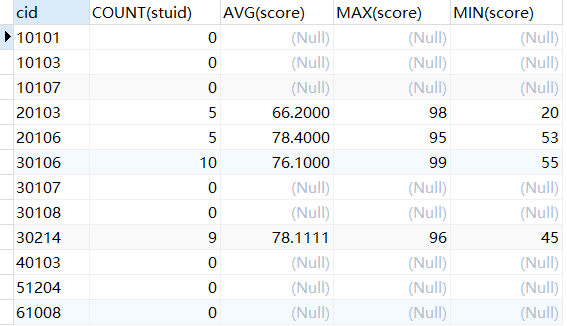 cid COUNT(stuid) AVG(score) MAX(score) MIN(score)
10101 0 (Null) (Null) (Null)
10103 0 (Null) (Null) (Null)
10107 0 (Null) (Null) (Null)
20103 5 66.2000 98 20
20106 5 78.4000 95 53
30106 10 76.1000 99 55
30107 0 (Null) (Null) (Null)
30108 0 (Null) (Null) (Null)
30214 9 78.1111 96 45
40103 0 (Null) (Null) (Null)
51204 0 (Null) (Null) (Null)
61008 0 (Null) (Null) (Null)